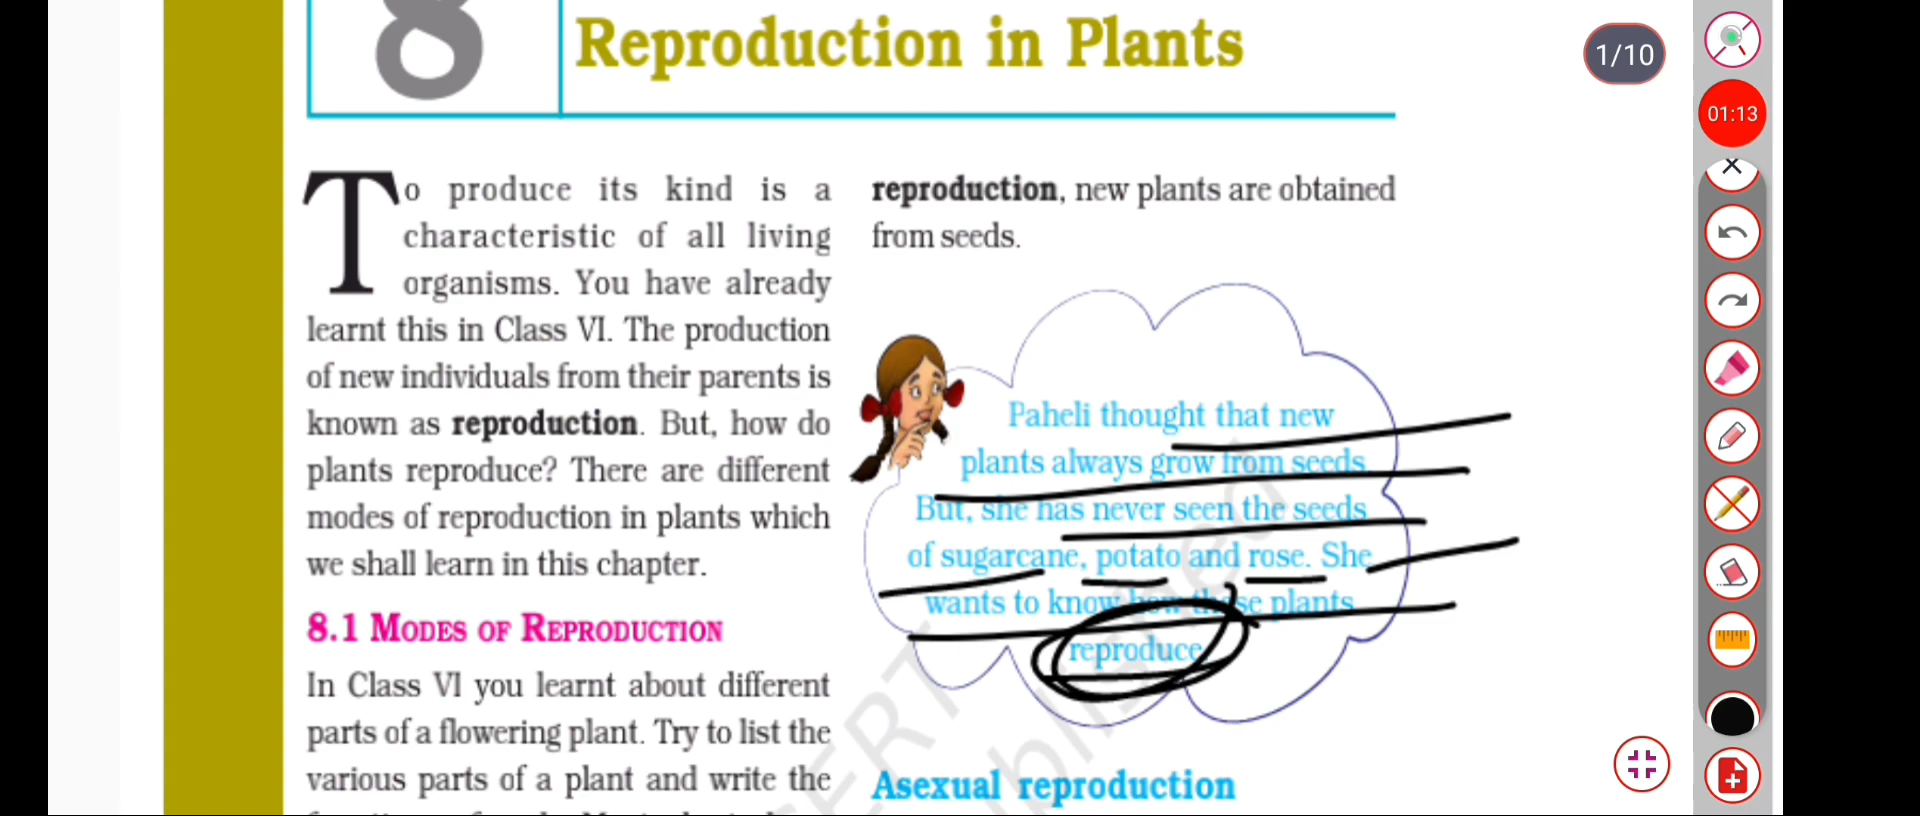 8
Reproduction in Plants
1/10
01:13
To produce its kind is a
characteristic of all living
organisms. You have already
learnt this in Class VI. The production
of new individuals from their parents is
known as reproduction. But, how do
plants reproduce? There are different
modes of reproduction in plants which
we shall learn in this chapter.
8.1 MODES OF REPRODUCTION
In Class VI you learnt about different
parts of a flowering plant. Try to list the
various parts of a plant and write the
reproduction, new plants are obtained
from seeds.
Paheli thought that new
plants always grow from seeds
But, she has never seen the seeds
of sugarcane, potato and rose. She
wants to know how these plants
reproduce
Asexual reproduction